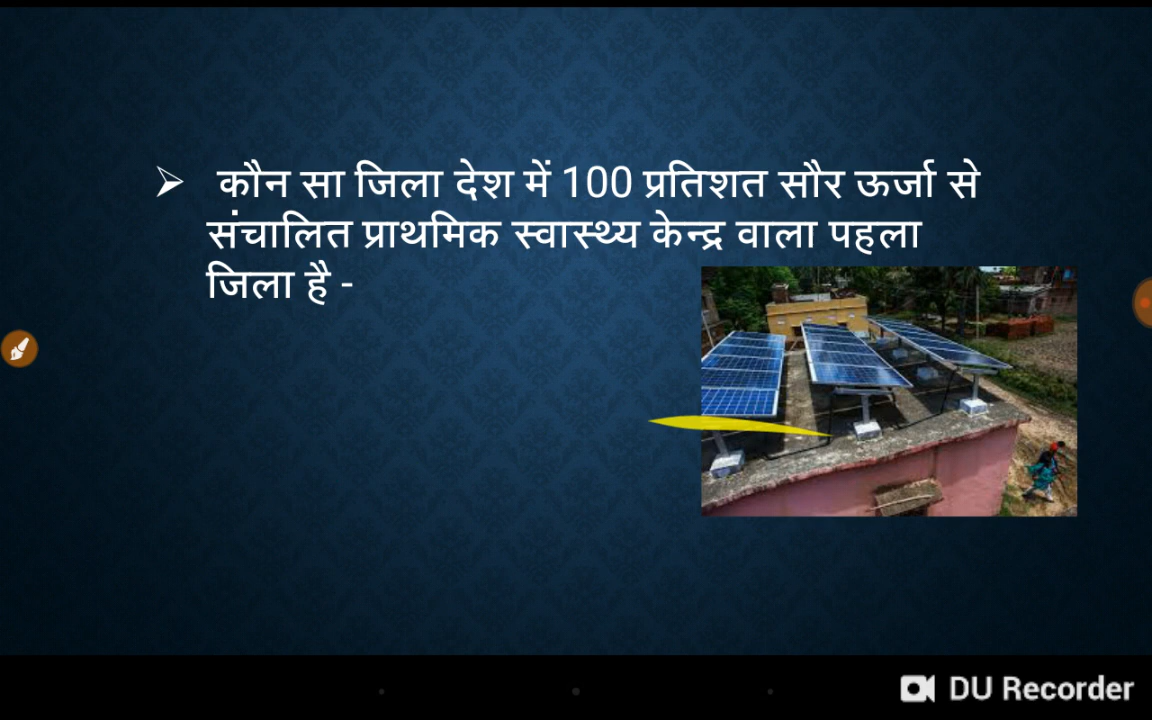 ➢ कौन सा जिला देश में 100 प्रतिशत सौर ऊर्जा से
संचालित प्राथमिक स्वास्थ्य केन्द्र वाला पहला
जिला है -
DU Recorder